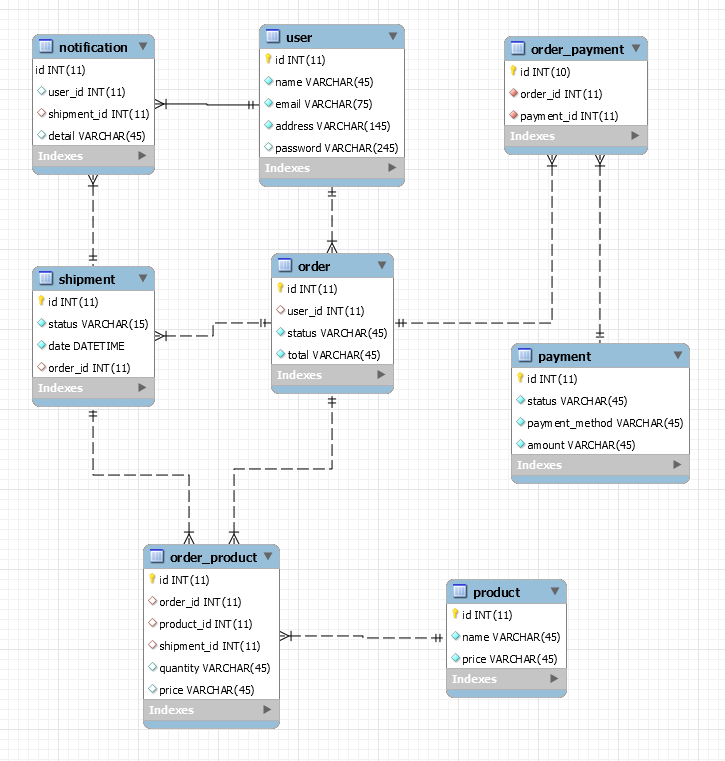 notification
id INT(11)
user_id INT(11)
shipment_id INT(11)
detail VARCHAR(45)
Indexes
user
id INT(11)
name VARCHAR(45)
email VARCHAR(75)
address VARCHAR(145)
password VARCHAR(245)
Indexes
order_payment
id INT(10)
order_id INT(11)
payment_id INT(11)
Indexes
shipment
id INT(11)
status VARCHAR(15)
date DATETIME
order_id INT(11)
Indexes
order
id INT(11)
user_id INT(11)
status VARCHAR(45)
total VARCHAR(45)
Indexes
payment
id INT(11)
status VARCHAR(45)
payment_method VARCHAR(45)
amount VARCHAR(45)
Indexes
order_product
id INT(11)
order_id INT(11)
product_id INT(11)
shipment_id INT(11)
quantity VARCHAR(45)
price VARCHAR(45)
Indexes
product
id INT(11)
name VARCHAR(45)
price VARCHAR(45)
Indexes